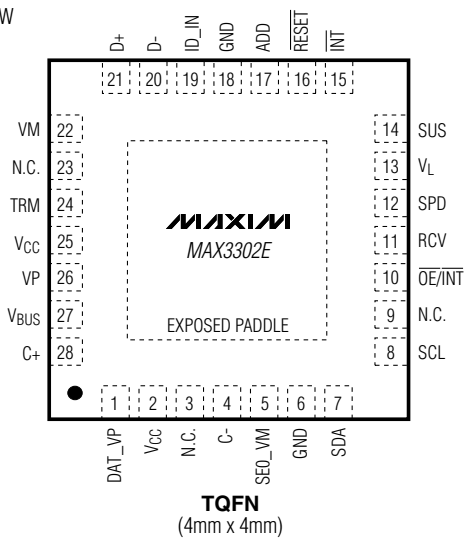 W
D+ D- ID_IN GND ADD RESET INT
21 20 19 18 17 16 15
VM 22 14 SUS
N.C. 23 13 VL
TRM 24 12 SPD
VCC 25 MAXIM 11 RCV
MAX3302E
VP 26 10 OE/INT
VBUS 27 9 N.C.
EXPOSED PADDLE
C+ 28 8 SCL
1 2 3 4 5 6 7
DAT_VP VCC N.C. C- SE0_VM GND SDA
TQFN
(4mm x 4mm)